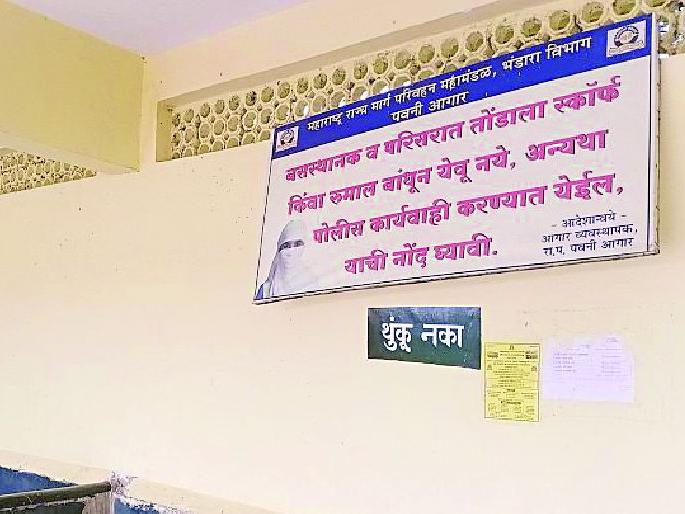 महाराष्ट्र राज्य मार्ग परिवहन महामंडळ, भंडारा विभाग
पवनी आगार
बसस्थानक व परिसरात तोंडाला स्कॉर्फ
किंवा रुमाल बांधून येवू नये, अन्यथा
पोलीस कार्यवाही करण्यात येईल,
याची नोंद घ्यावी.
- आदेशान्वये -
आगार व्यवस्थापक,
रा.प. पवनी आगार
थुंकू नका